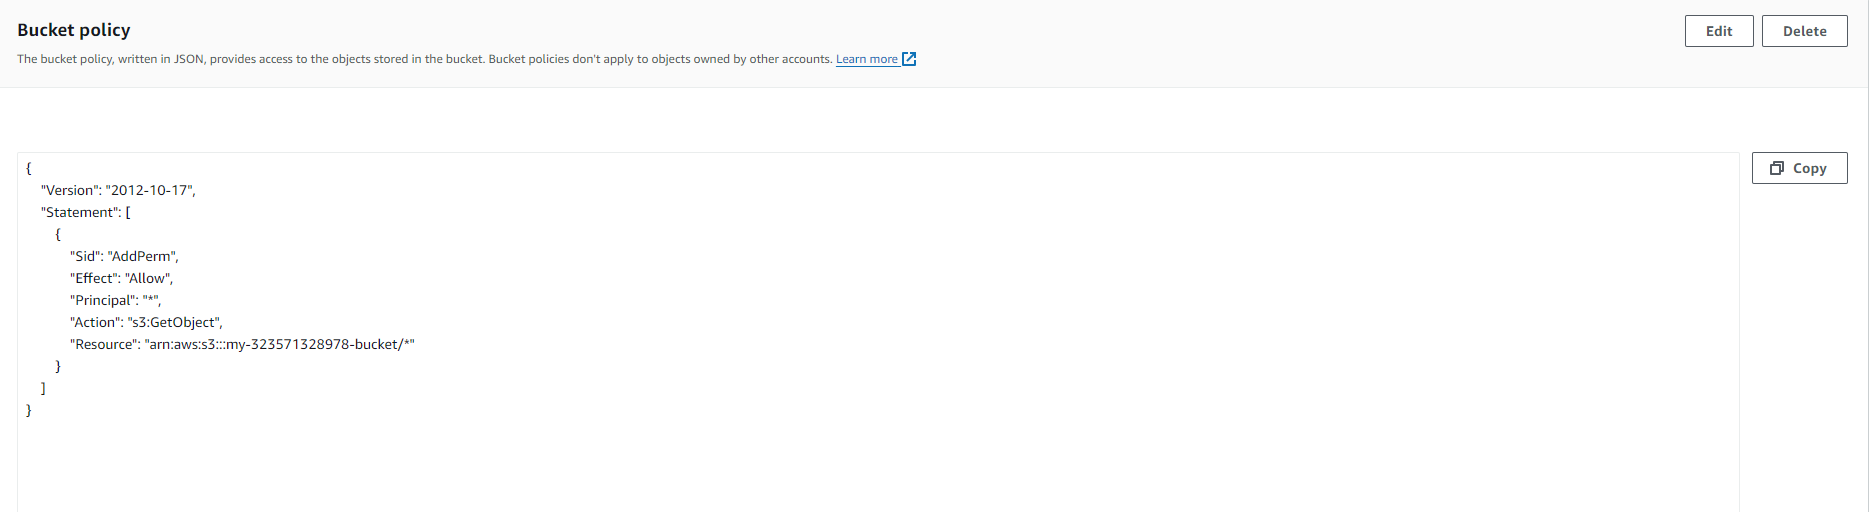 Bucket policy
Edit
Delete
The bucket policy, written in JSON, provides access to the objects stored in the bucket. Bucket policies don't apply to objects owned by other accounts. Learn more
Copy
{
"Version": "2012-10-17",
"Statement": [
{
"Sid": "AddPerm",
"Effect": "Allow",
"Principal": "*",
"Action": "s3:GetObject",
"Resource": "arn:aws:s3:::my-323571328978-bucket/*"
}
]
}